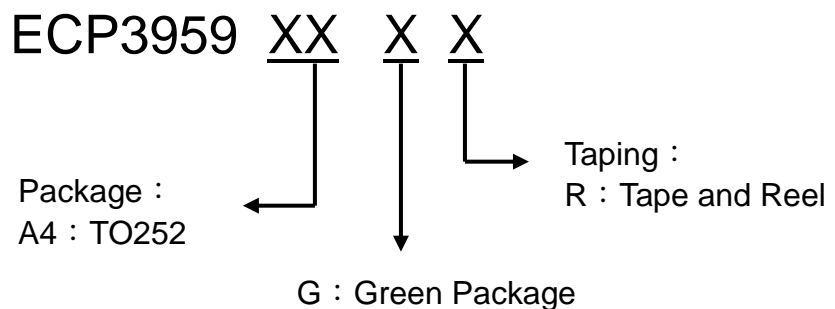 ECP3959 XX X X
Taping：
R：Tape and Reel
Package：
A4：TO252
G：Green Package